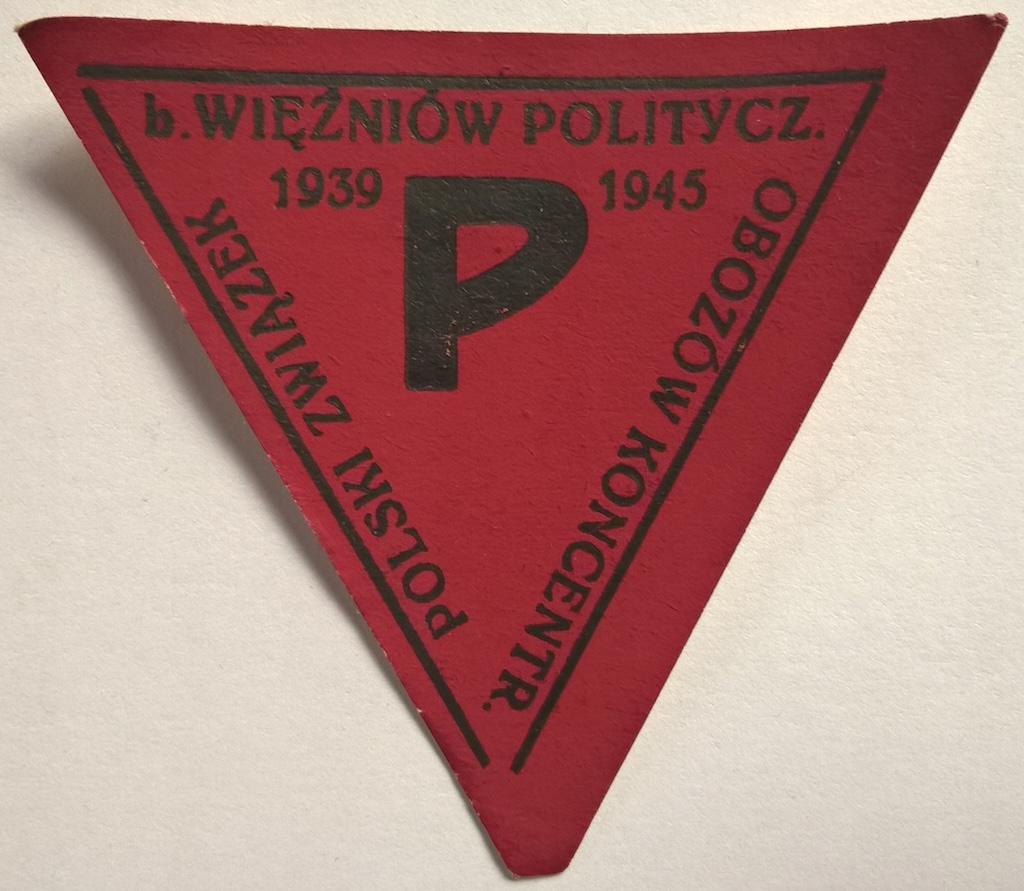 POLSKI ZWIĄZEK
b. WIĘŹNIÓW POLITYCZ.
OBOZÓW KONCENTR.
1939 1945
P